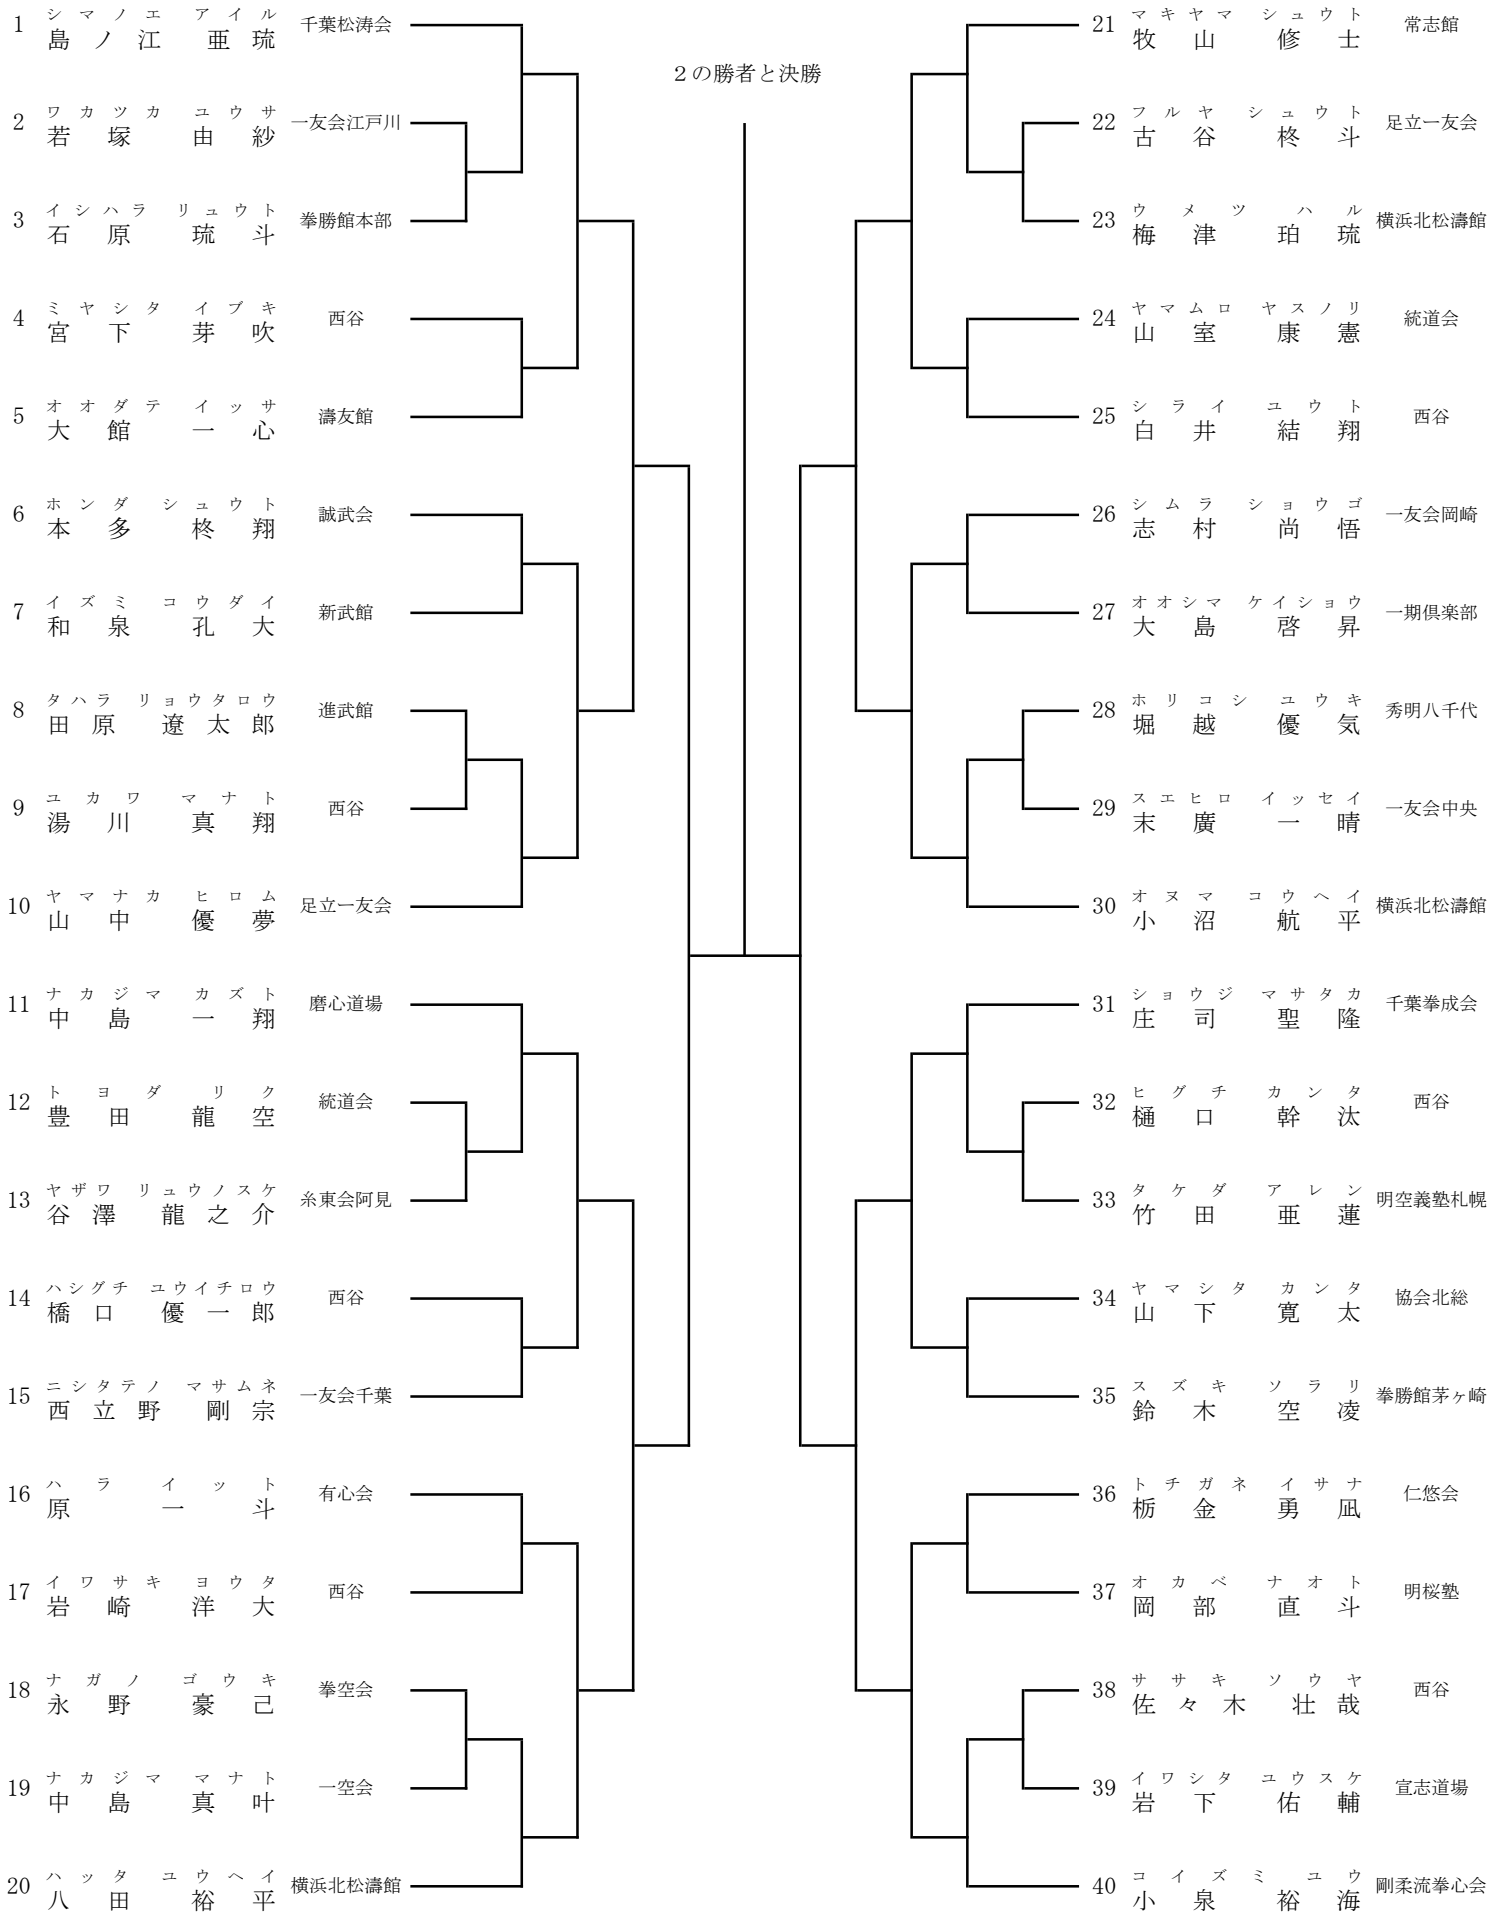 シマノエ アイル
1 島ノ江 亜琉 千葉松涛会
ワカツカ ユウサ
2 若塚 由紗 一友会江戸川
イシハラ リュウト
3 石原 琉斗 拳勝館本部
ミヤシタ イブキ
4 宮下 芽吹 西谷
オオダテ イッサ
5 大館 一心 濤友館
ホンダ シュウト
6 本多 柊翔 誠武会
イズミ コウダイ
7 和泉 孔大 新武館
タハラ リョウタロウ
8 田原 遼太郎 進武館
ユカワ マナト
9 湯川 真翔 西谷
ヤマナカ ヒロム
10 山中 優夢 足立一友会
ナカジマ カズト
11 中島 一翔 磨心道場
トヨダ リク
12 豊田 龍空 統道会
ヤザワ リュウノスケ
13 谷澤 龍之介 糸東会阿見
ハシグチ ユウイチロウ
14 橋口 優一郎 西谷
ニシタテノ マサムネ
15 西立野 剛宗 一友会千葉
ハラ イット
16 原 一斗 有心会
イワサキ ヨウタ
17 岩崎 洋大 西谷
ナガノ ゴウキ
18 永野 豪己 拳空会
ナカジマ マナト
19 中島 真叶 一空会
ハッタ ユウヘイ
20 八田 裕平 横浜北松濤館
２の勝者と決勝
マキヤマ シュウト
21 牧山 修士 常志館
フルヤ シュウト
22 古谷 柊斗 足立一友会
ウメツ ハル
23 梅津 珀琉 横浜北松濤館
ヤマムロ ヤスノリ
24 山室 康憲 統道会
シライ ユウト
25 白井 結翔 西谷
シムラ ショウゴ
26 志村 尚悟 一友会岡崎
オオシマ ケイショウ
27 大島 啓昇 一期倶楽部
ホリコシ ユウキ
28 堀越 優気 秀明八千代
スエヒロ イッセイ
29 末廣 一晴 一友会中央
オヌマ コウヘイ
30 小沼 航平 横浜北松濤館
ショウジ マサタカ
31 庄司 聖隆 千葉拳成会
ヒグチ カンタ
32 樋口 幹汰 西谷
タケダ アレン
33 竹田 亜蓮 明空義塾札幌
ヤマシタ カンタ
34 山下 寛太 協会北総
スズキ ソラリ
35 鈴木 空凌 拳勝館茅ヶ崎
トチガネ イサナ
36 栃金 勇凪 仁悠会
オカベ ナオト
37 岡部 直斗 明桜塾
ササキ ソウヤ
38 佐々木 壮哉 西谷
イワシタ ユウスケ
39 岩下 佑輔 宣志道場
コイズミ ユウ
40 小泉 裕海 剛柔流拳心会